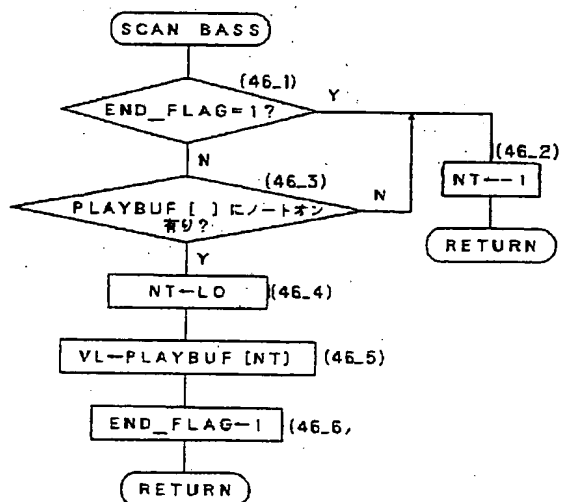 SCAN BASS
(46_1)
END_FLAG=1?
Y
N
(46_2)
NT←-1
RETURN
(46_3)
PLAYBUF [ ] にノートオン
有り?
N
Y
NT←LO (46_4)
VL←PLAYBUF [NT] (46_5)
END_FLAG←1 (46_6,
RETURN